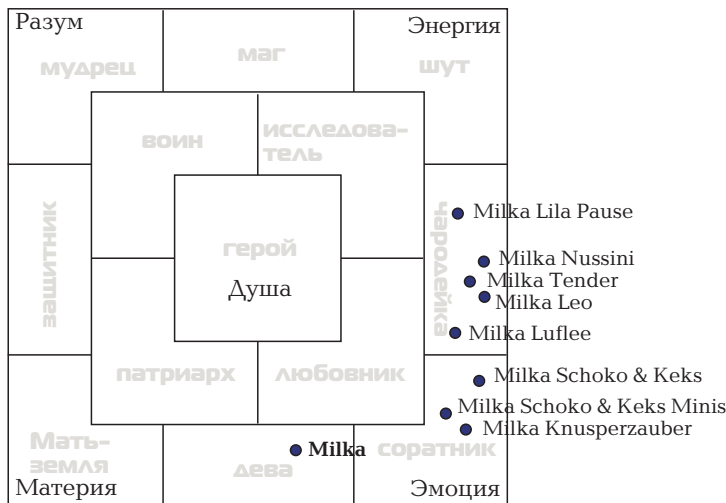 Разум
Энергия
мудрец
маг
шут
воин
исследова-
тель
защитник
чародейка
герой
Душа
Milka Lila Pause
Milka Nussini
Milka Tender
Milka Leo
Milka Luflee
патриарх
любовник
Milka Schoko & Keks
Milka Schoko & Keks Minis
Milka Knusperzauber
Мать-
земля
Milka
дева
соратник
Материя
Эмоция